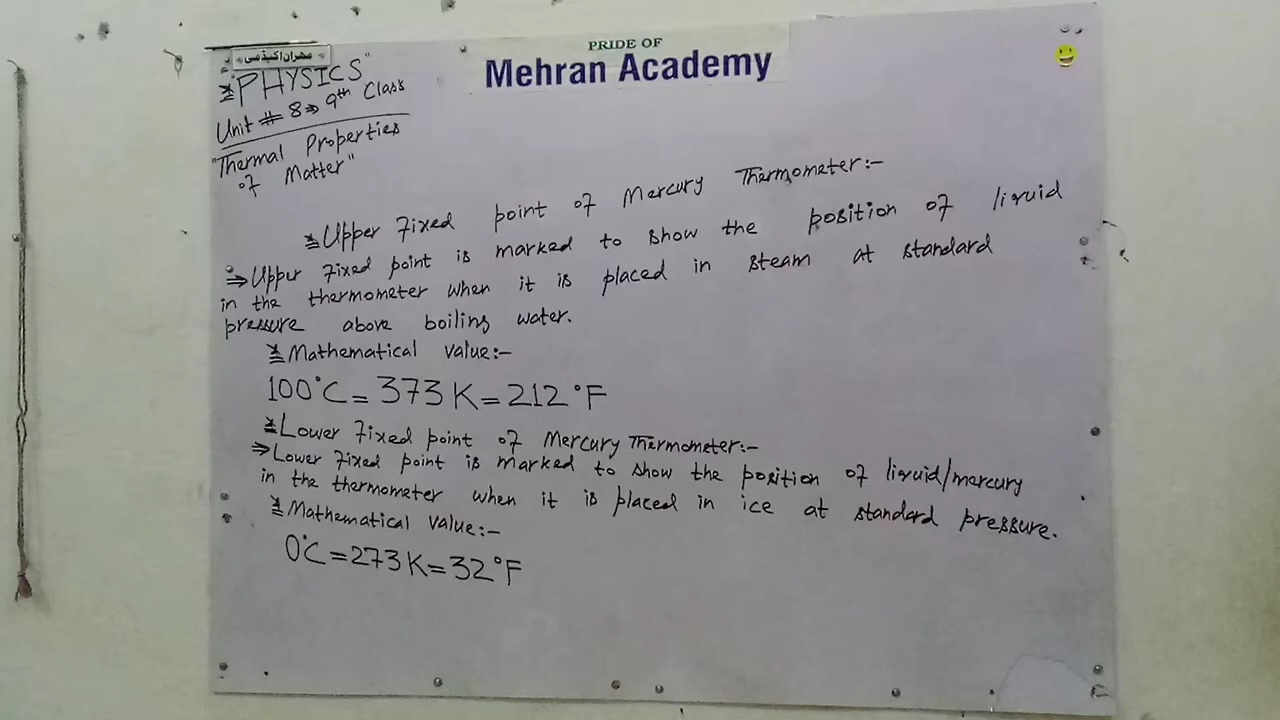 PRIDE OF
Mehran Academy
مهران اکیڈمی
"PHYSICS"
Unit # 8 ⇒ 9th Class
"Thermal Properties
of Matter"
Upper Fixed point of Mercury Thermometer:-
⇒ Upper Fixed point is marked to show the position of liquid
in the thermometer when it is placed in steam at standard
pressure above boiling water.
Mathematical value:-
100°C = 373 K = 212 °F
Lower Fixed point of Mercury Thermometer:-
⇒ Lower Fixed point is marked to show the position of liquid/mercury
in the thermometer when it is placed in ice at standard pressure.
Mathematical value:-
0°C = 273 K = 32 °F